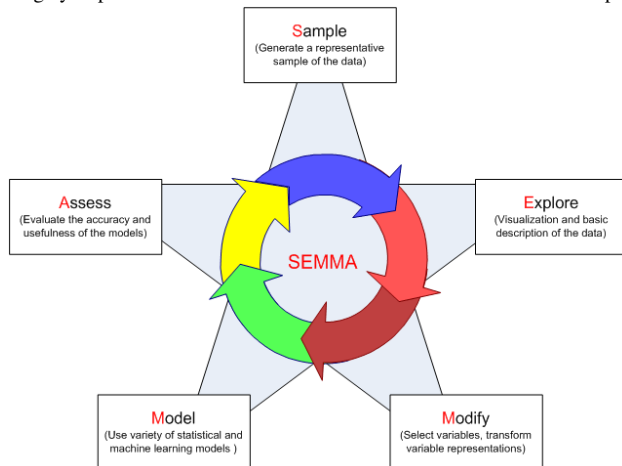 Sample
(Generate a representative
sample of the data)
Assess
(Evaluate the accuracy and
usefulness of the models)
Explore
(Visualization and basic
description of the data)
SEMMA
Model
(Use variety of statistical and
machine learning models )
Modify
(Select variables, transform
variable representations)